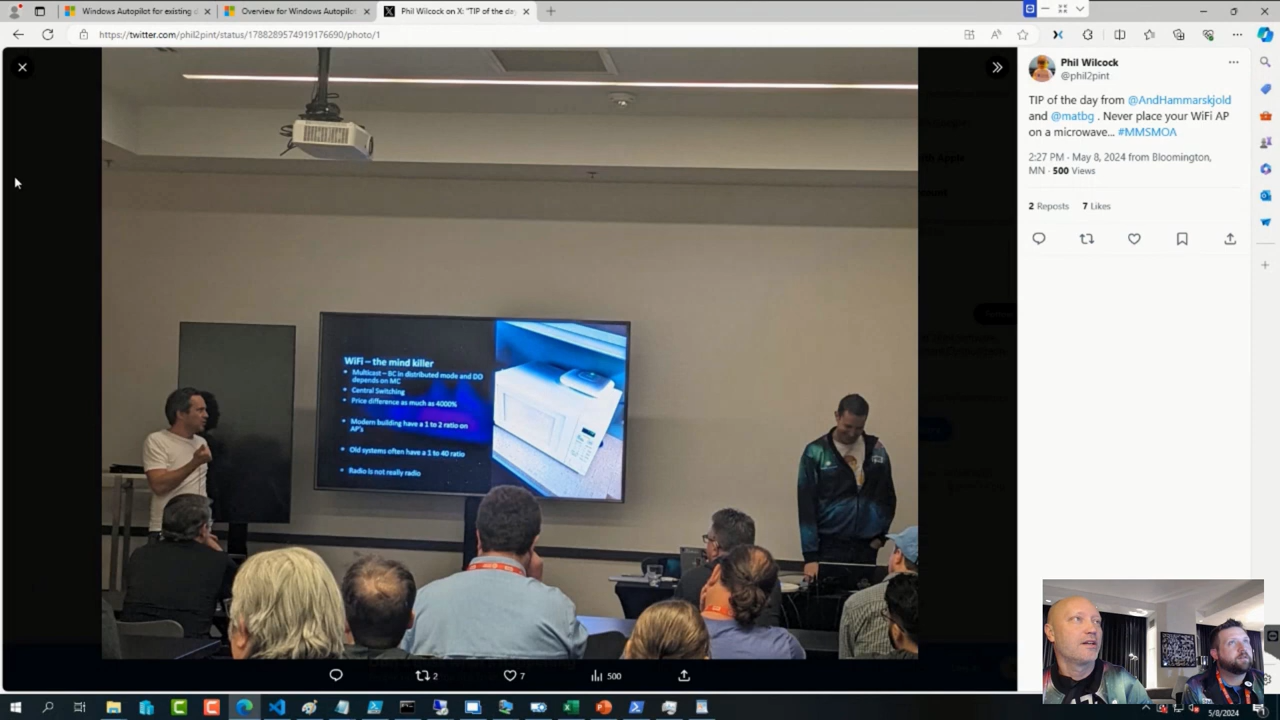 Windows Autopilot for existing d
Overview for Windows Autopilot
Phil Wilcock on X: "TIP of the da
https://twitter.com/phil2pint/status/1788289574919176690/photo/1
Phil Wilcock
@phil2pint
TIP of the day from @AndHammarskjold
and @matbg . Never place your WiFi AP
on a microwave... #MMSMOA
2:27 PM · May 8, 2024 from Bloomington,
MN · 500 Views
2 Reposts 7 Likes
WiFi – the mind killer
• Multicast – BC in distributed mode and DO
depends on MC
• Central Switching
• Price difference as much as 4000%
• Modern building have a 1 to 2 ratio on
AP's
• Old systems often have a 1 to 40 ratio
• Radio is not really radio
2
7
500
5/8/2024